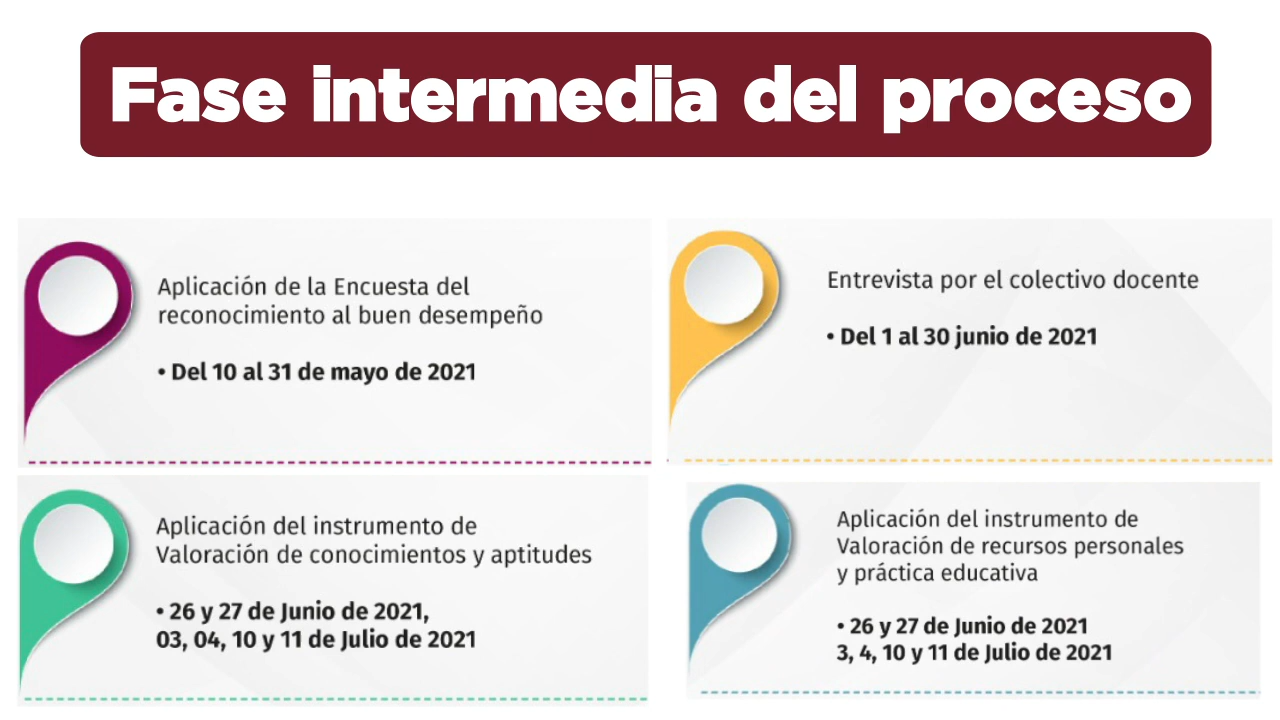 Fase intermedia del proceso
Aplicación de la Encuesta del
reconocimiento al buen desempeño
• Del 10 al 31 de mayo de 2021
Entrevista por el colectivo docente
• Del 1 al 30 junio de 2021
Aplicación del instrumento de
Valoración de conocimientos y aptitudes
• 26 y 27 de Junio de 2021,
03, 04, 10 y 11 de Julio de 2021
Aplicación del instrumento de
Valoración de recursos personales
y práctica educativa
• 26 y 27 de Junio de 2021
3, 4, 10 y 11 de Julio de 2021